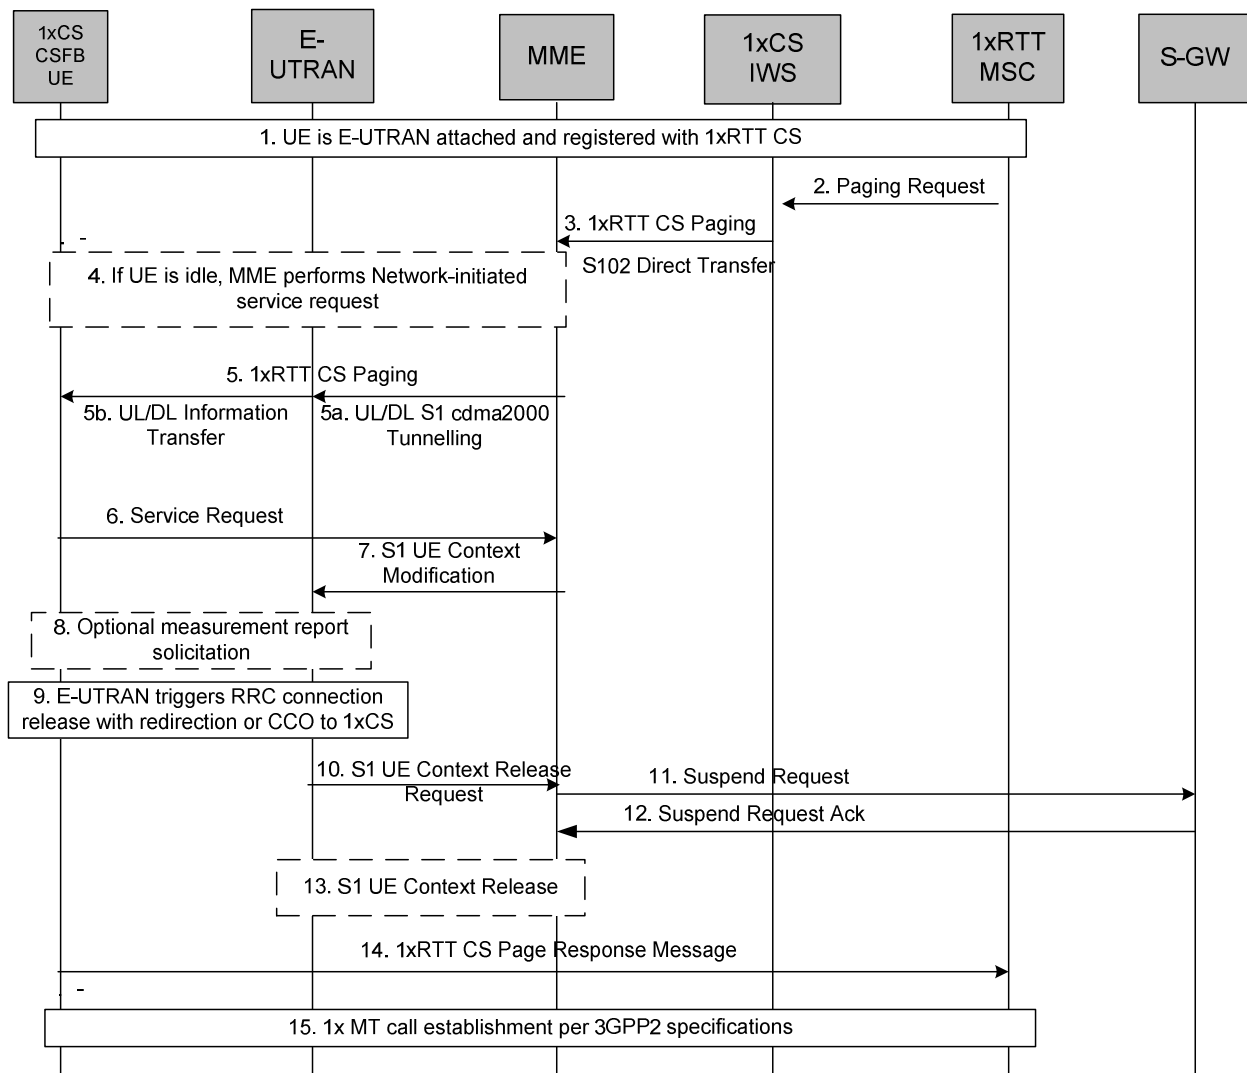 1xCS
CSFB
UE
E-
UTRAN
MME
1xCS
IWS
1xRTT
MSC
S-GW
1. UE is E-UTRAN attached and registered with 1xRTT CS
2. Paging Request
3. 1xRTT CS Paging
S102 Direct Transfer
4. If UE is idle, MME performs Network-initiated
service request
5. 1xRTT CS Paging
5b. UL/DL Information
Transfer
5a. UL/DL S1 cdma2000
Tunnelling
6. Service Request
7. S1 UE Context
Modification
8. Optional measurement report
solicitation
9. E-UTRAN triggers RRC connection
release with redirection or CCO to 1xCS
10. S1 UE Context Release
Request
11. Suspend Request
12. Suspend Request Ack
13. S1 UE Context Release
14. 1xRTT CS Page Response Message
15. 1x MT call establishment per 3GPP2 specifications